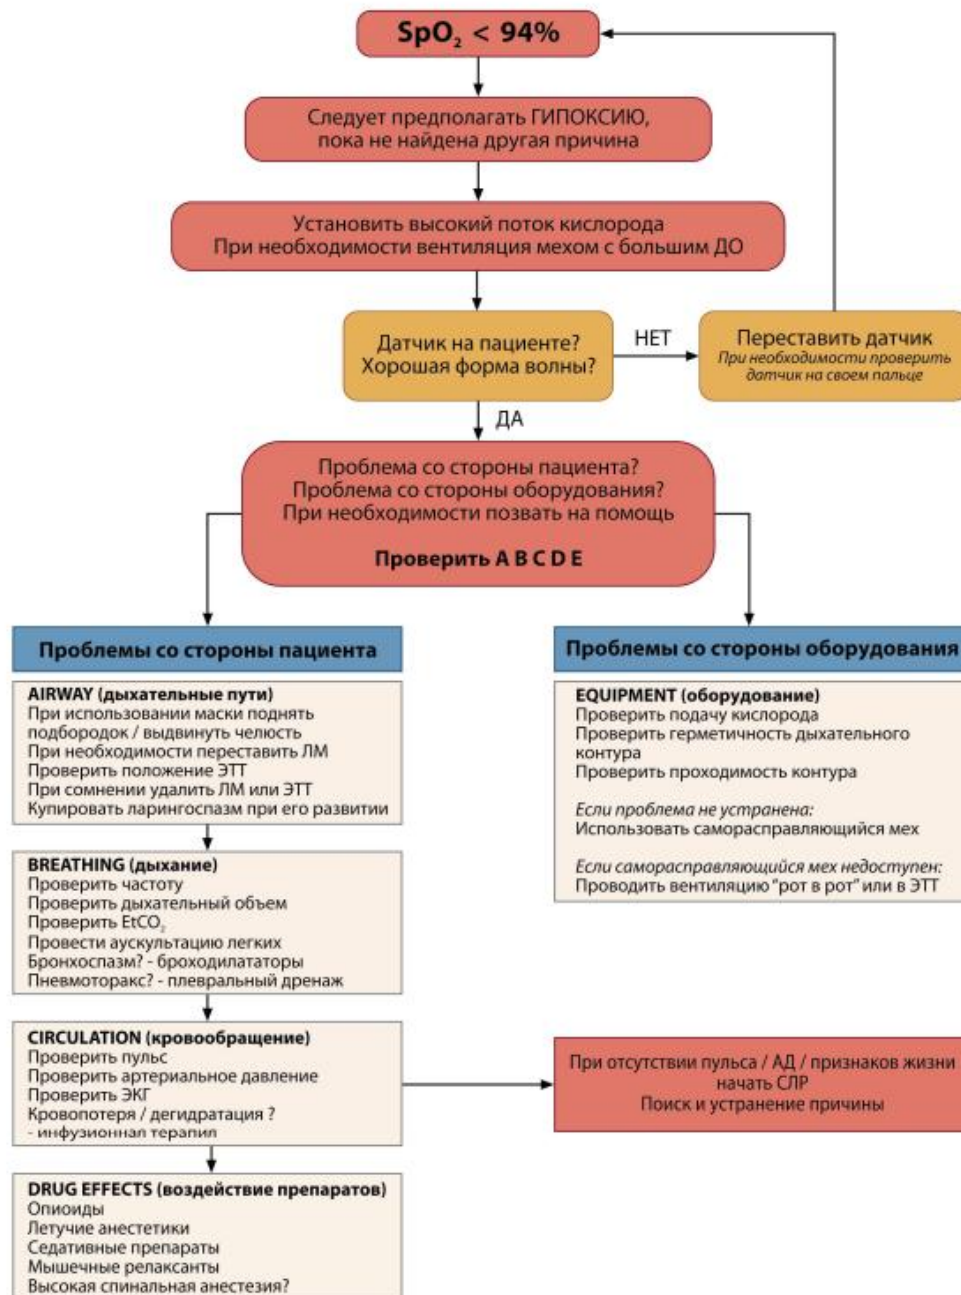 SpO₂ < 94%
Следует предполагать ГИПОКСИЮ,
пока не найдена другая причина
Установить высокий поток кислорода
При необходимости вентиляция мехом с большим ДО
Датчик на пациенте?
Хорошая форма волны?
НЕТ
Переставить датчик
При необходимости проверить
датчик на своем пальце
ДА
Проблема со стороны пациента?
Проблема со стороны оборудования?
При необходимости позвать на помощь
Проверить A B C D E
Проблемы со стороны пациента
AIRWAY (дыхательные пути)
При использовании маски поднять
подбородок / выдвинуть челюсть
При необходимости переставить ЛМ
Проверить положение ЭТТ
При сомнении удалить ЛМ или ЭТТ
Купировать ларингоспазм при его развитии
BREATHING (дыхание)
Проверить частоту
Проверить дыхательный объем
Проверить EtCO₂
Провести аускультацию легких
Бронхоспазм? - броходилататоры
Пневмоторакс? - плевральный дренаж
CIRCULATION (кровообращение)
Проверить пульс
Проверить артериальное давление
Проверить ЭКГ
Кровопотеря / дегидратация ?
- инфузионная терапил
DRUG EFFECTS (воздействие препаратов)
Опиоиды
Летучие анестетики
Седативные препараты
Мышечные релаксанты
Высокая спинальная анестезия?
Проблемы со стороны оборудования
EQUIPMENT (оборудование)
Проверить подачу кислорода
Проверить герметичность дыхательного
контура
Проверить проходимость контура
Если проблема не устранена:
Использовать саморасправляющийся мех
Если саморасправляющийся мех недоступен:
Проводить вентиляцию "рот в рот" или в ЭТТ
При отсутствии пульса / АД / признаков жизни
начать СЛР
Поиск и устранение причины